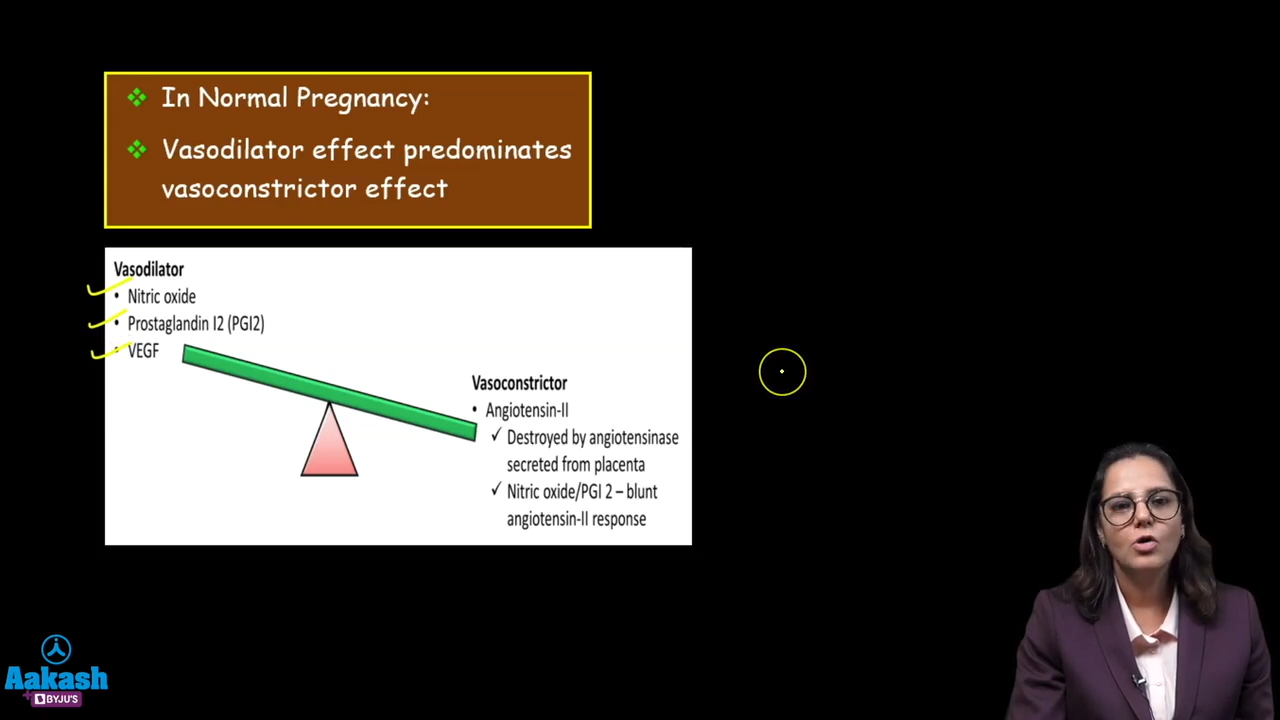 In Normal Pregnancy:
Vasodilator effect predominates
vasoconstrictor effect
Vasodilator
• Nitric oxide
• Prostaglandin I2 (PGI2)
• VEGF
Vasoconstrictor
• Angiotensin-II
✓ Destroyed by angiotensinase
secreted from placenta
✓ Nitric oxide/PGI 2 – blunt
angiotensin-II response
Aakash
+ BYJU'S